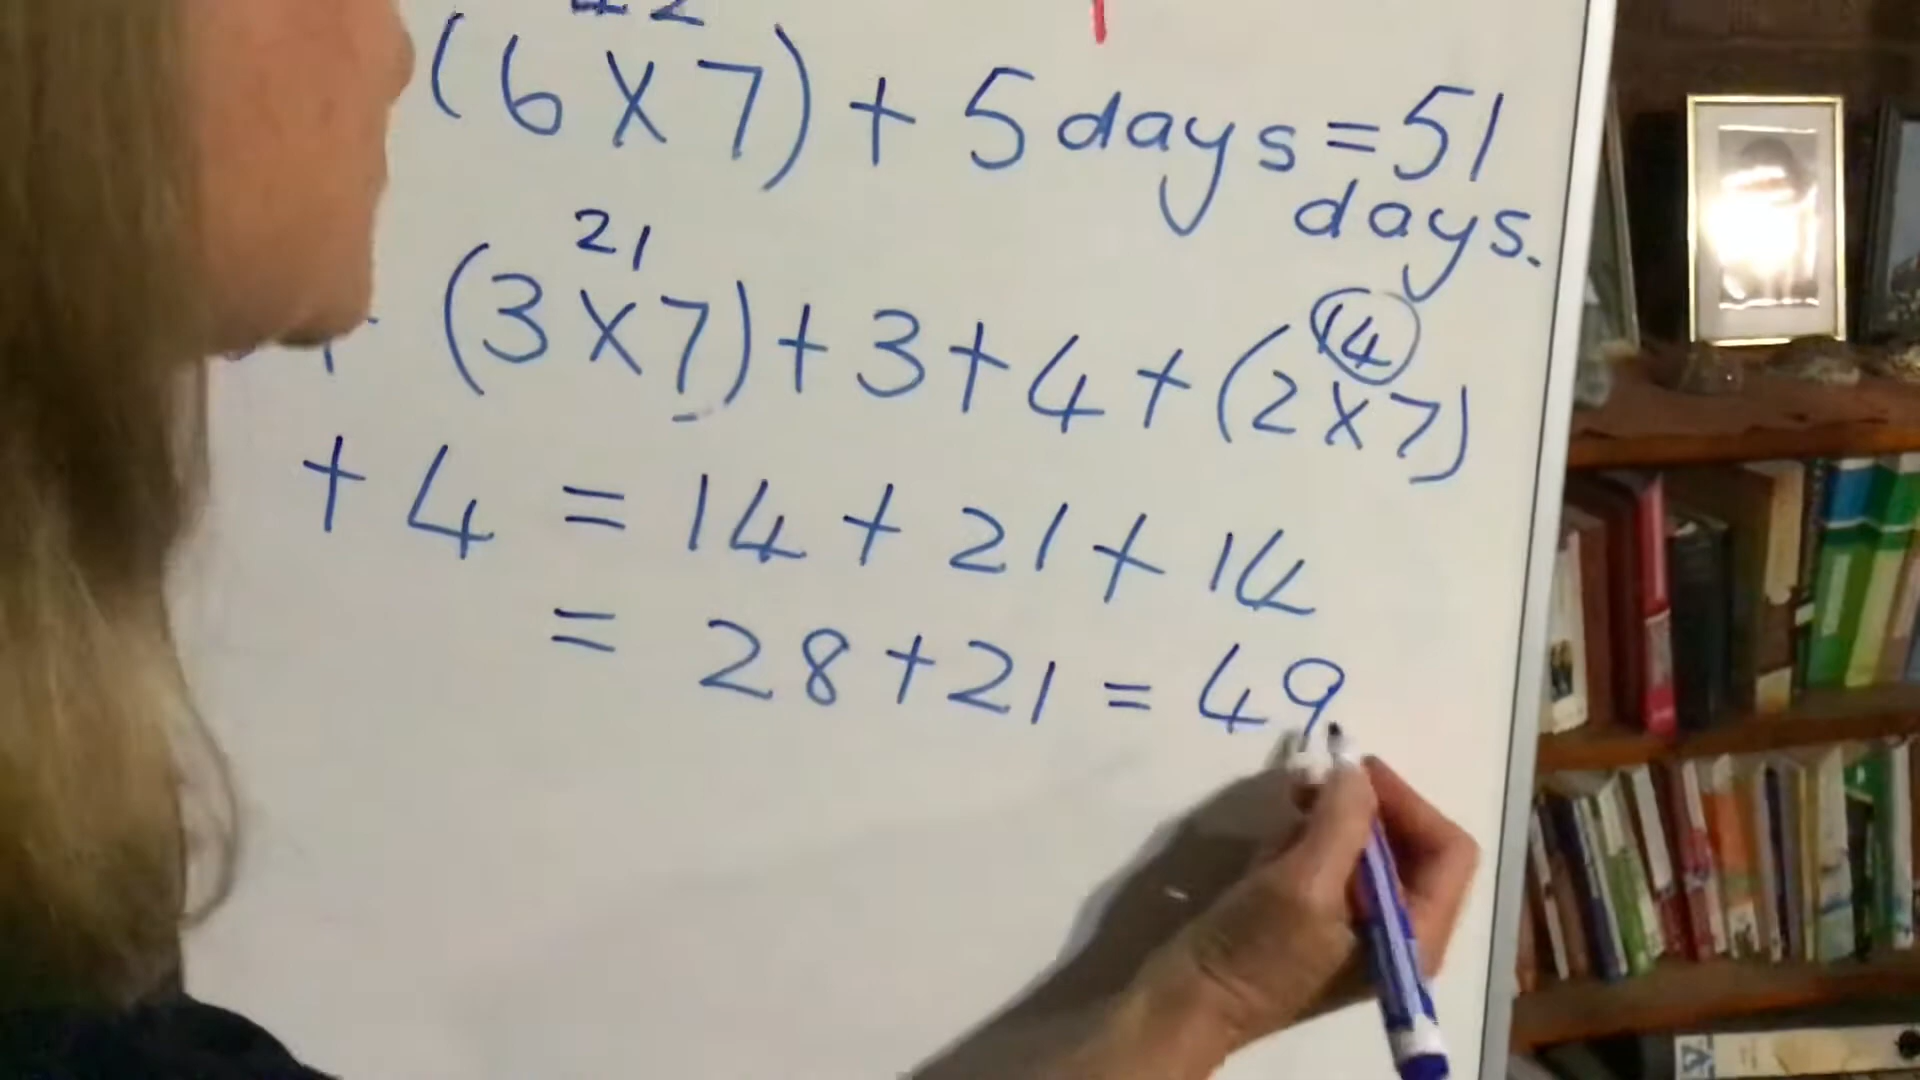 (6 X 7) + 5 days = 51
days.
21
14
(3 X 7) + 3 + 4 + (2 X 7)
+ 4 = 14 + 21 + 14
= 28 + 21 = 49